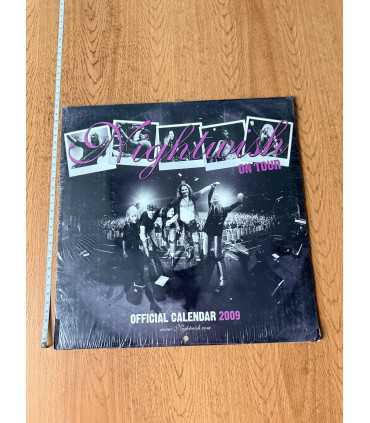 Nightwish
ON TOUR
OFFICIAL CALENDAR 2009
www.Nightwish.com